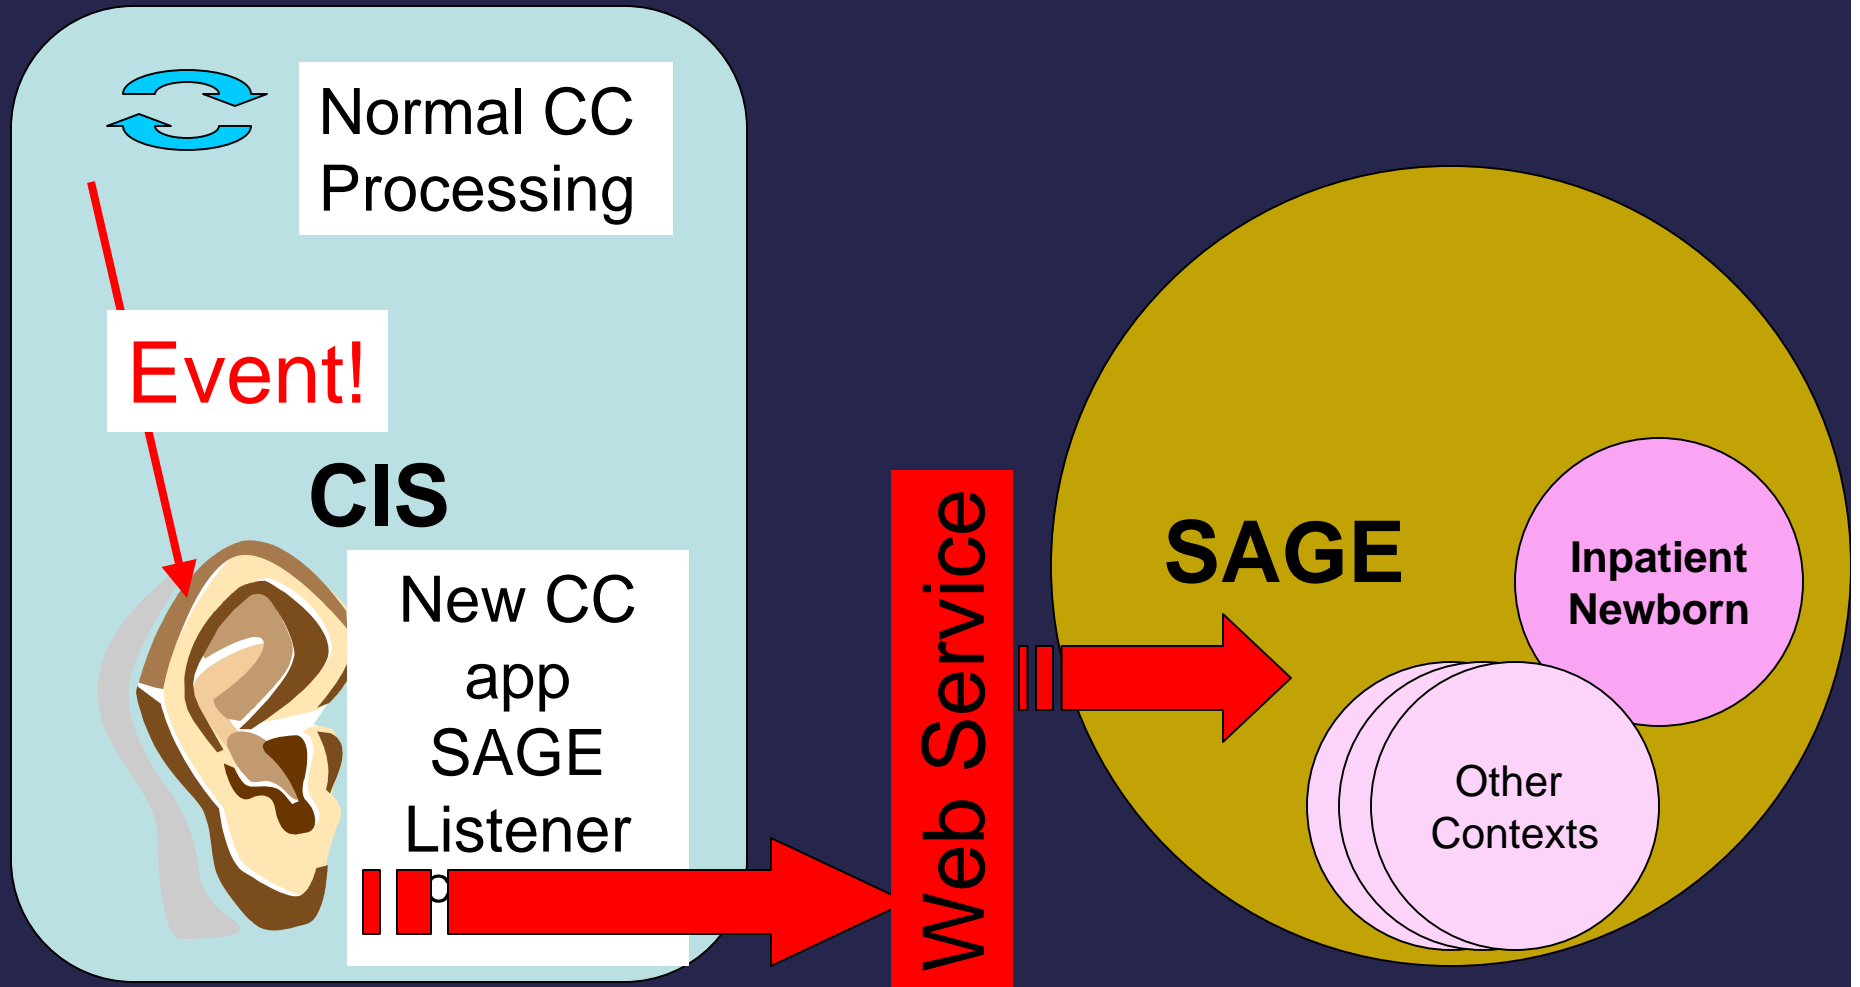 Normal CC
Processing
Event!
CIS
New CC
app
SAGE
Listener
Web Service
SAGE
Inpatient
Newborn
Other
Contexts